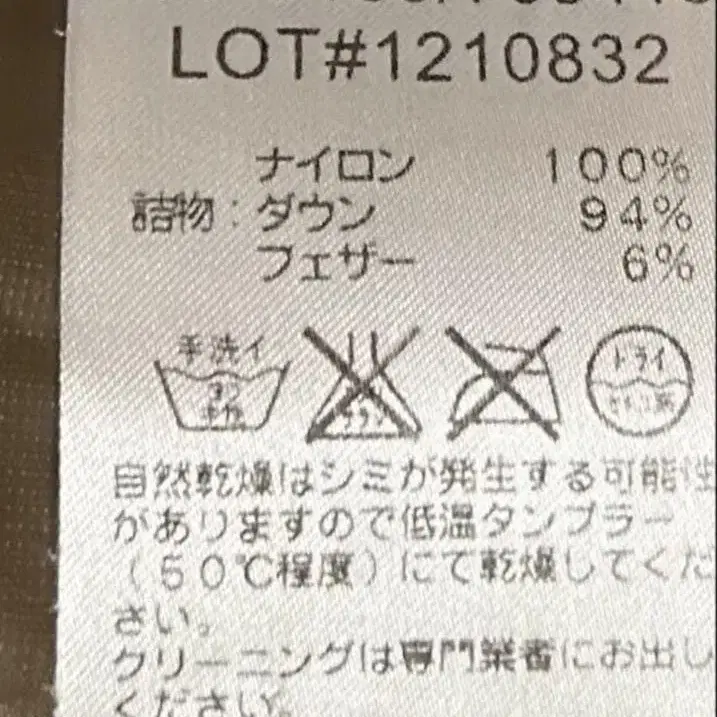 LOT#1210832
ナイロン 100%
詰物：ダウン 94%
フェザー 6%
手洗イ
ドライ
自然乾燥はシミが発生する可能性
がありますので低温タンブラー
（50℃程度）にて乾燥してくだ
さい。
クリーニングは専門業者にお出し
ください。